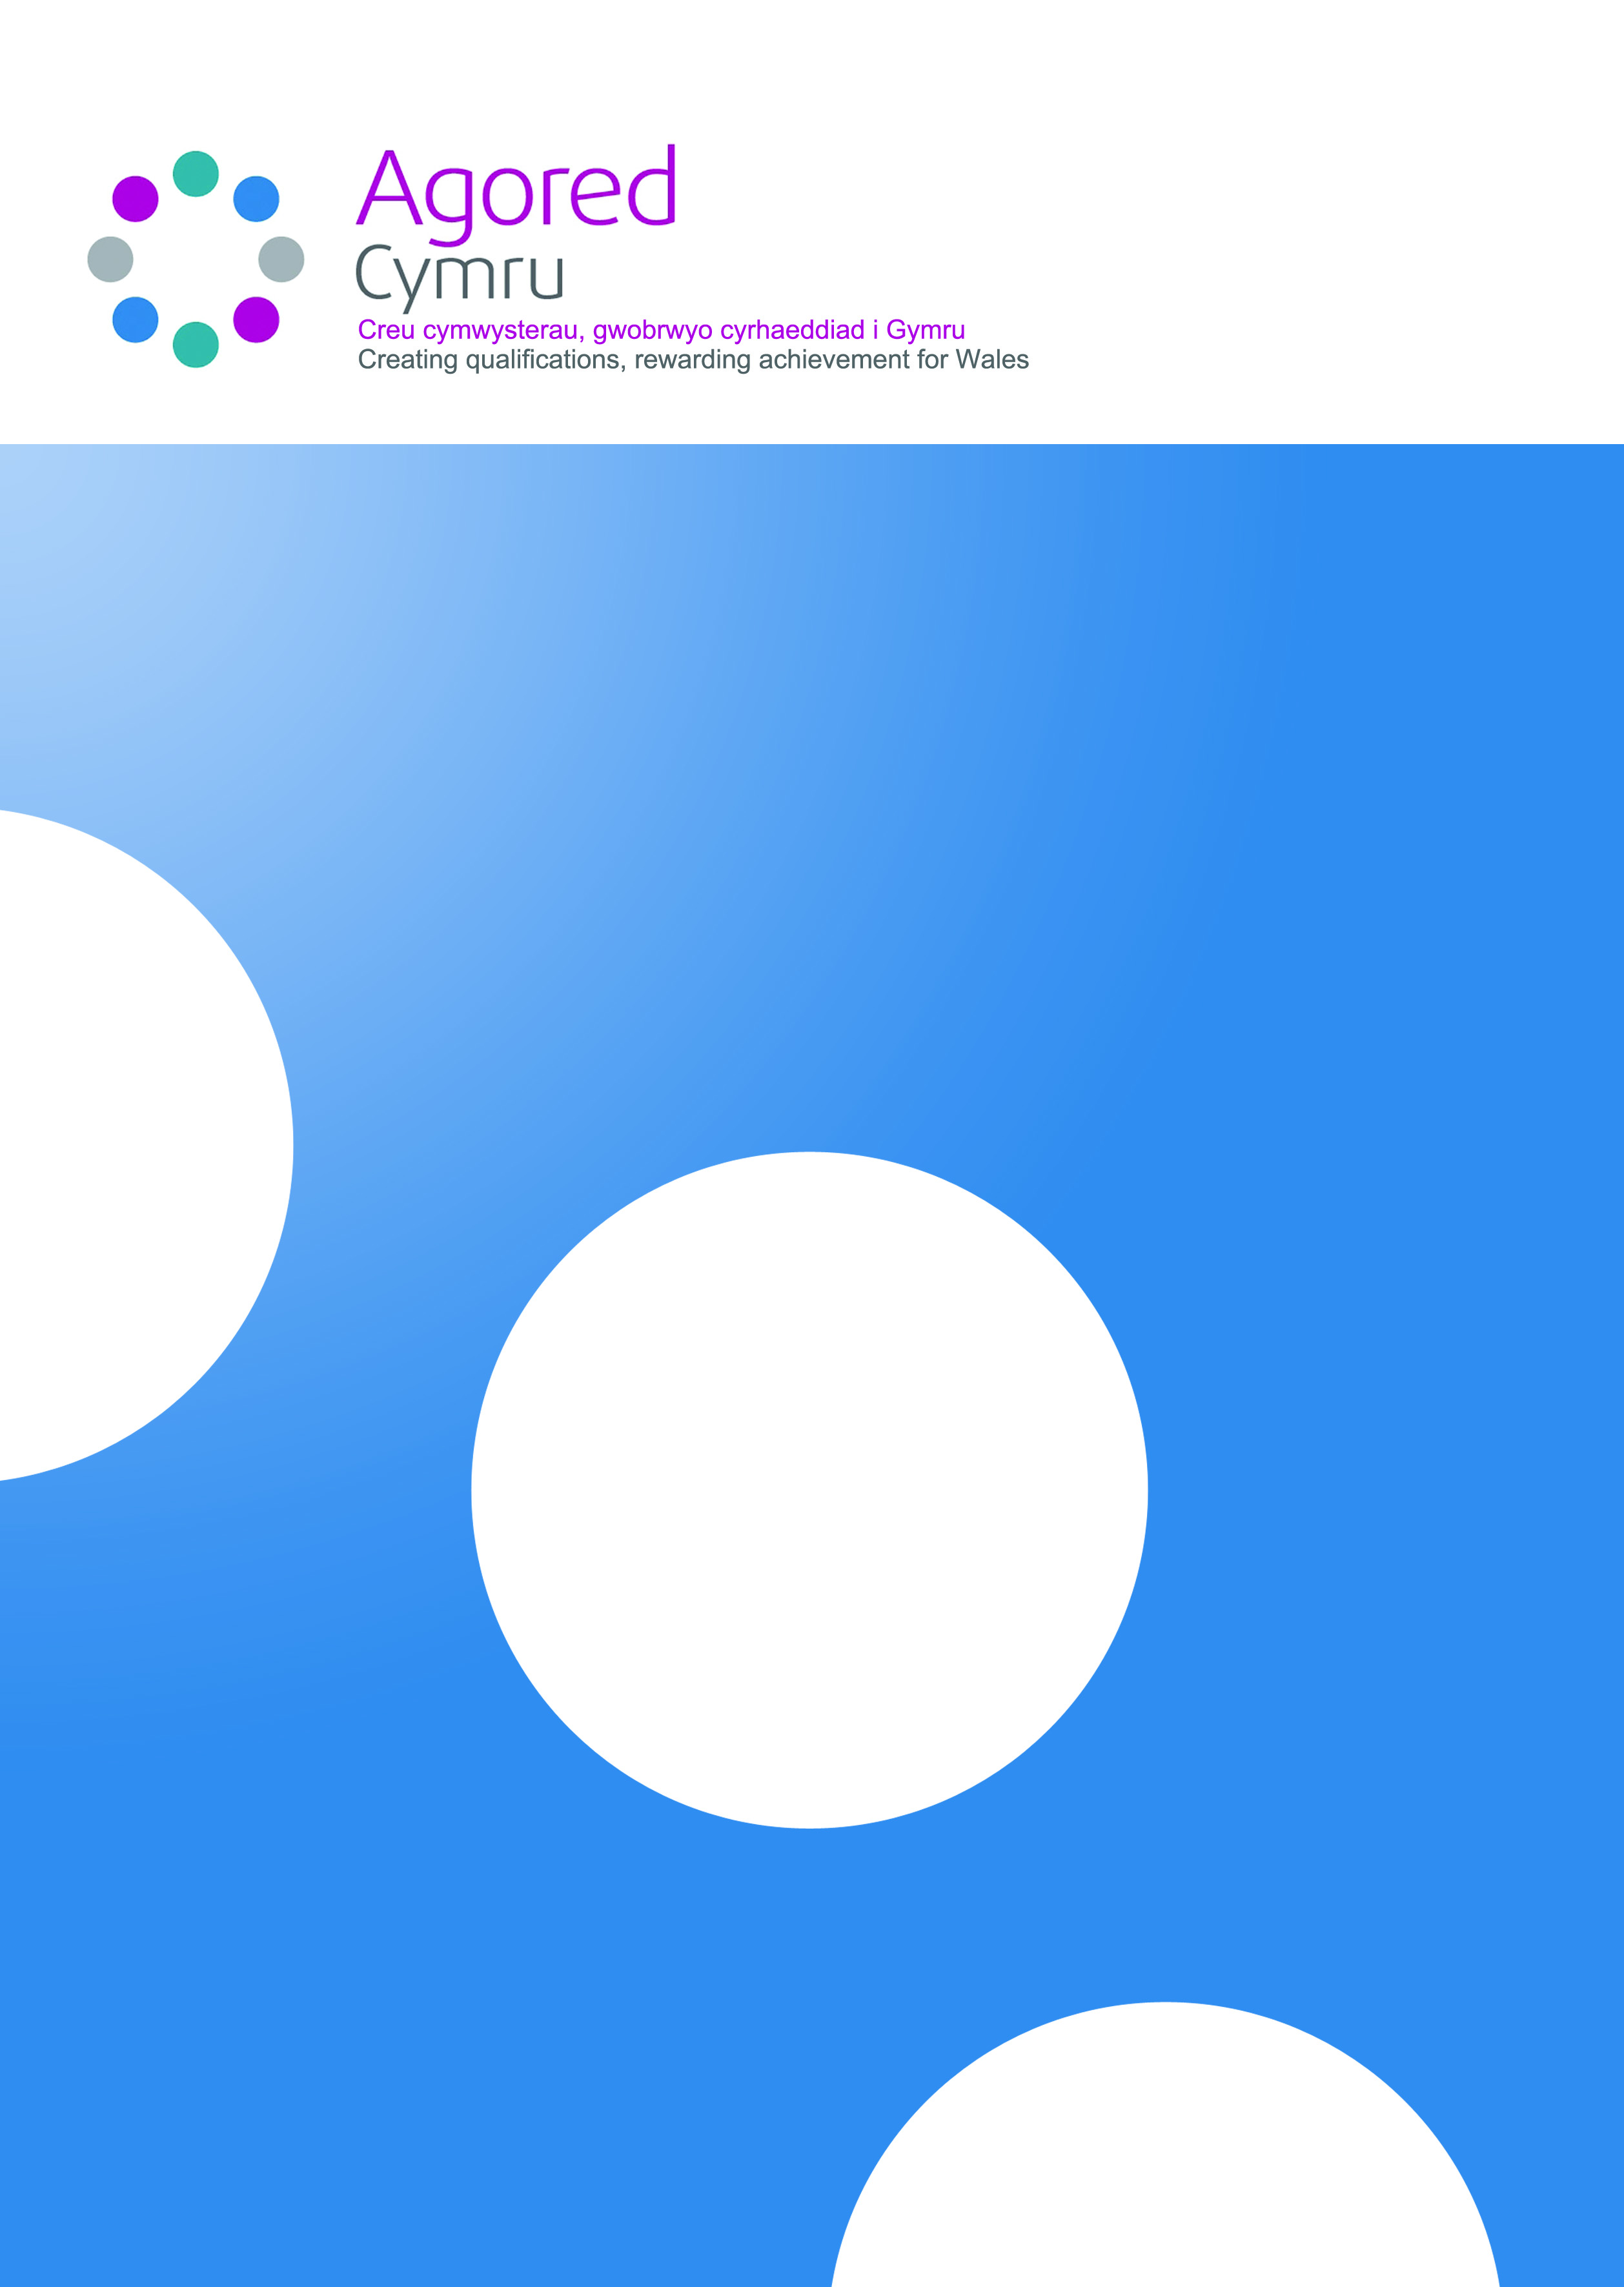 Agored
Cymru
Creu cymwysterau, gwobrwyo cyrhaeddiad i Gymru
Creating qualifications, rewarding achievement for Wales